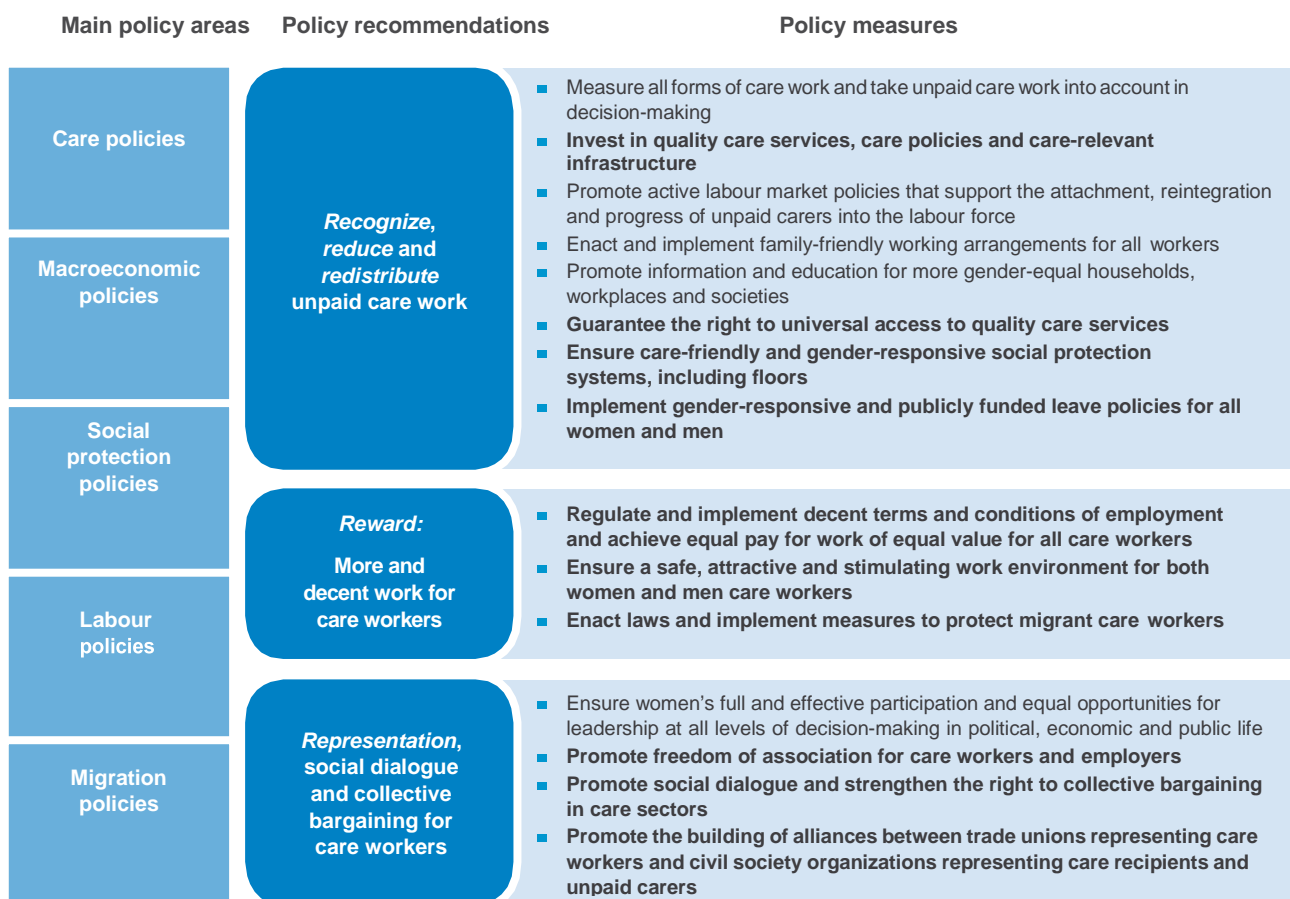 Main policy areas
Policy recommendations
Policy measures
Care policies
Macroeconomic
policies
Social
protection
policies
Labour
policies
Migration
policies
Recognize,
reduce and
redistribute
unpaid care work
Measure all forms of care work and take unpaid care work into account in
decision-making
Invest in quality care services, care policies and care-relevant
infrastructure
Promote active labour market policies that support the attachment, reintegration
and progress of unpaid carers into the labour force
Enact and implement family-friendly working arrangements for all workers
Promote information and education for more gender-equal households,
workplaces and societies
Guarantee the right to universal access to quality care services
Ensure care-friendly and gender-responsive social protection
systems, including floors
Implement gender-responsive and publicly funded leave policies for all
women and men
Reward:
More and
decent work for
care workers
Regulate and implement decent terms and conditions of employment
and achieve equal pay for work of equal value for all care workers
Ensure a safe, attractive and stimulating work environment for both
women and men care workers
Enact laws and implement measures to protect migrant care workers
Representation,
social dialogue
and collective
bargaining for
care workers
Ensure women's full and effective participation and equal opportunities for
leadership at all levels of decision-making in political, economic and public life
Promote freedom of association for care workers and employers
Promote social dialogue and strengthen the right to collective bargaining
in care sectors
Promote the building of alliances between trade unions representing care
workers and civil society organizations representing care recipients and
unpaid carers